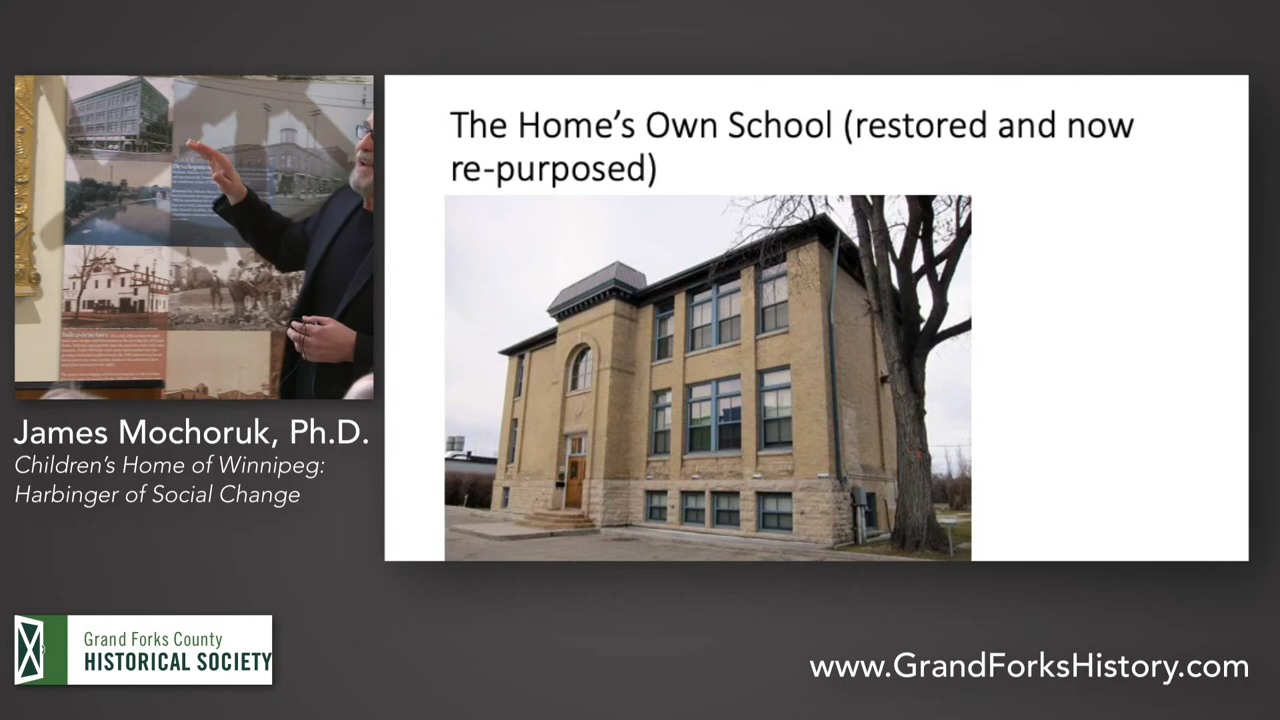 The Home's Own School (restored and now
re-purposed)
James Mochoruk, Ph.D.
Children's Home of Winnipeg:
Harbinger of Social Change
Grand Forks County
HISTORICAL SOCIETY
www.GrandForksHistory.com